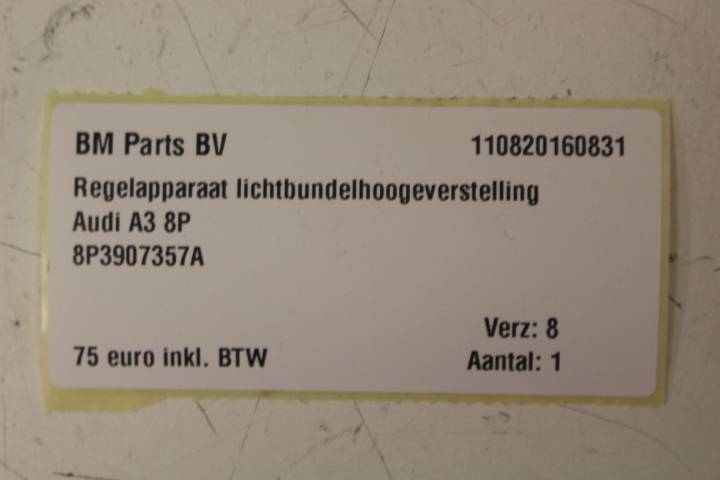 BM Parts BV 110820160831
Regelapparaat lichtbundelhoogeverstelling
Audi A3 8P
8P3907357A
Verz: 8
75 euro inkl. BTW Aantal: 1